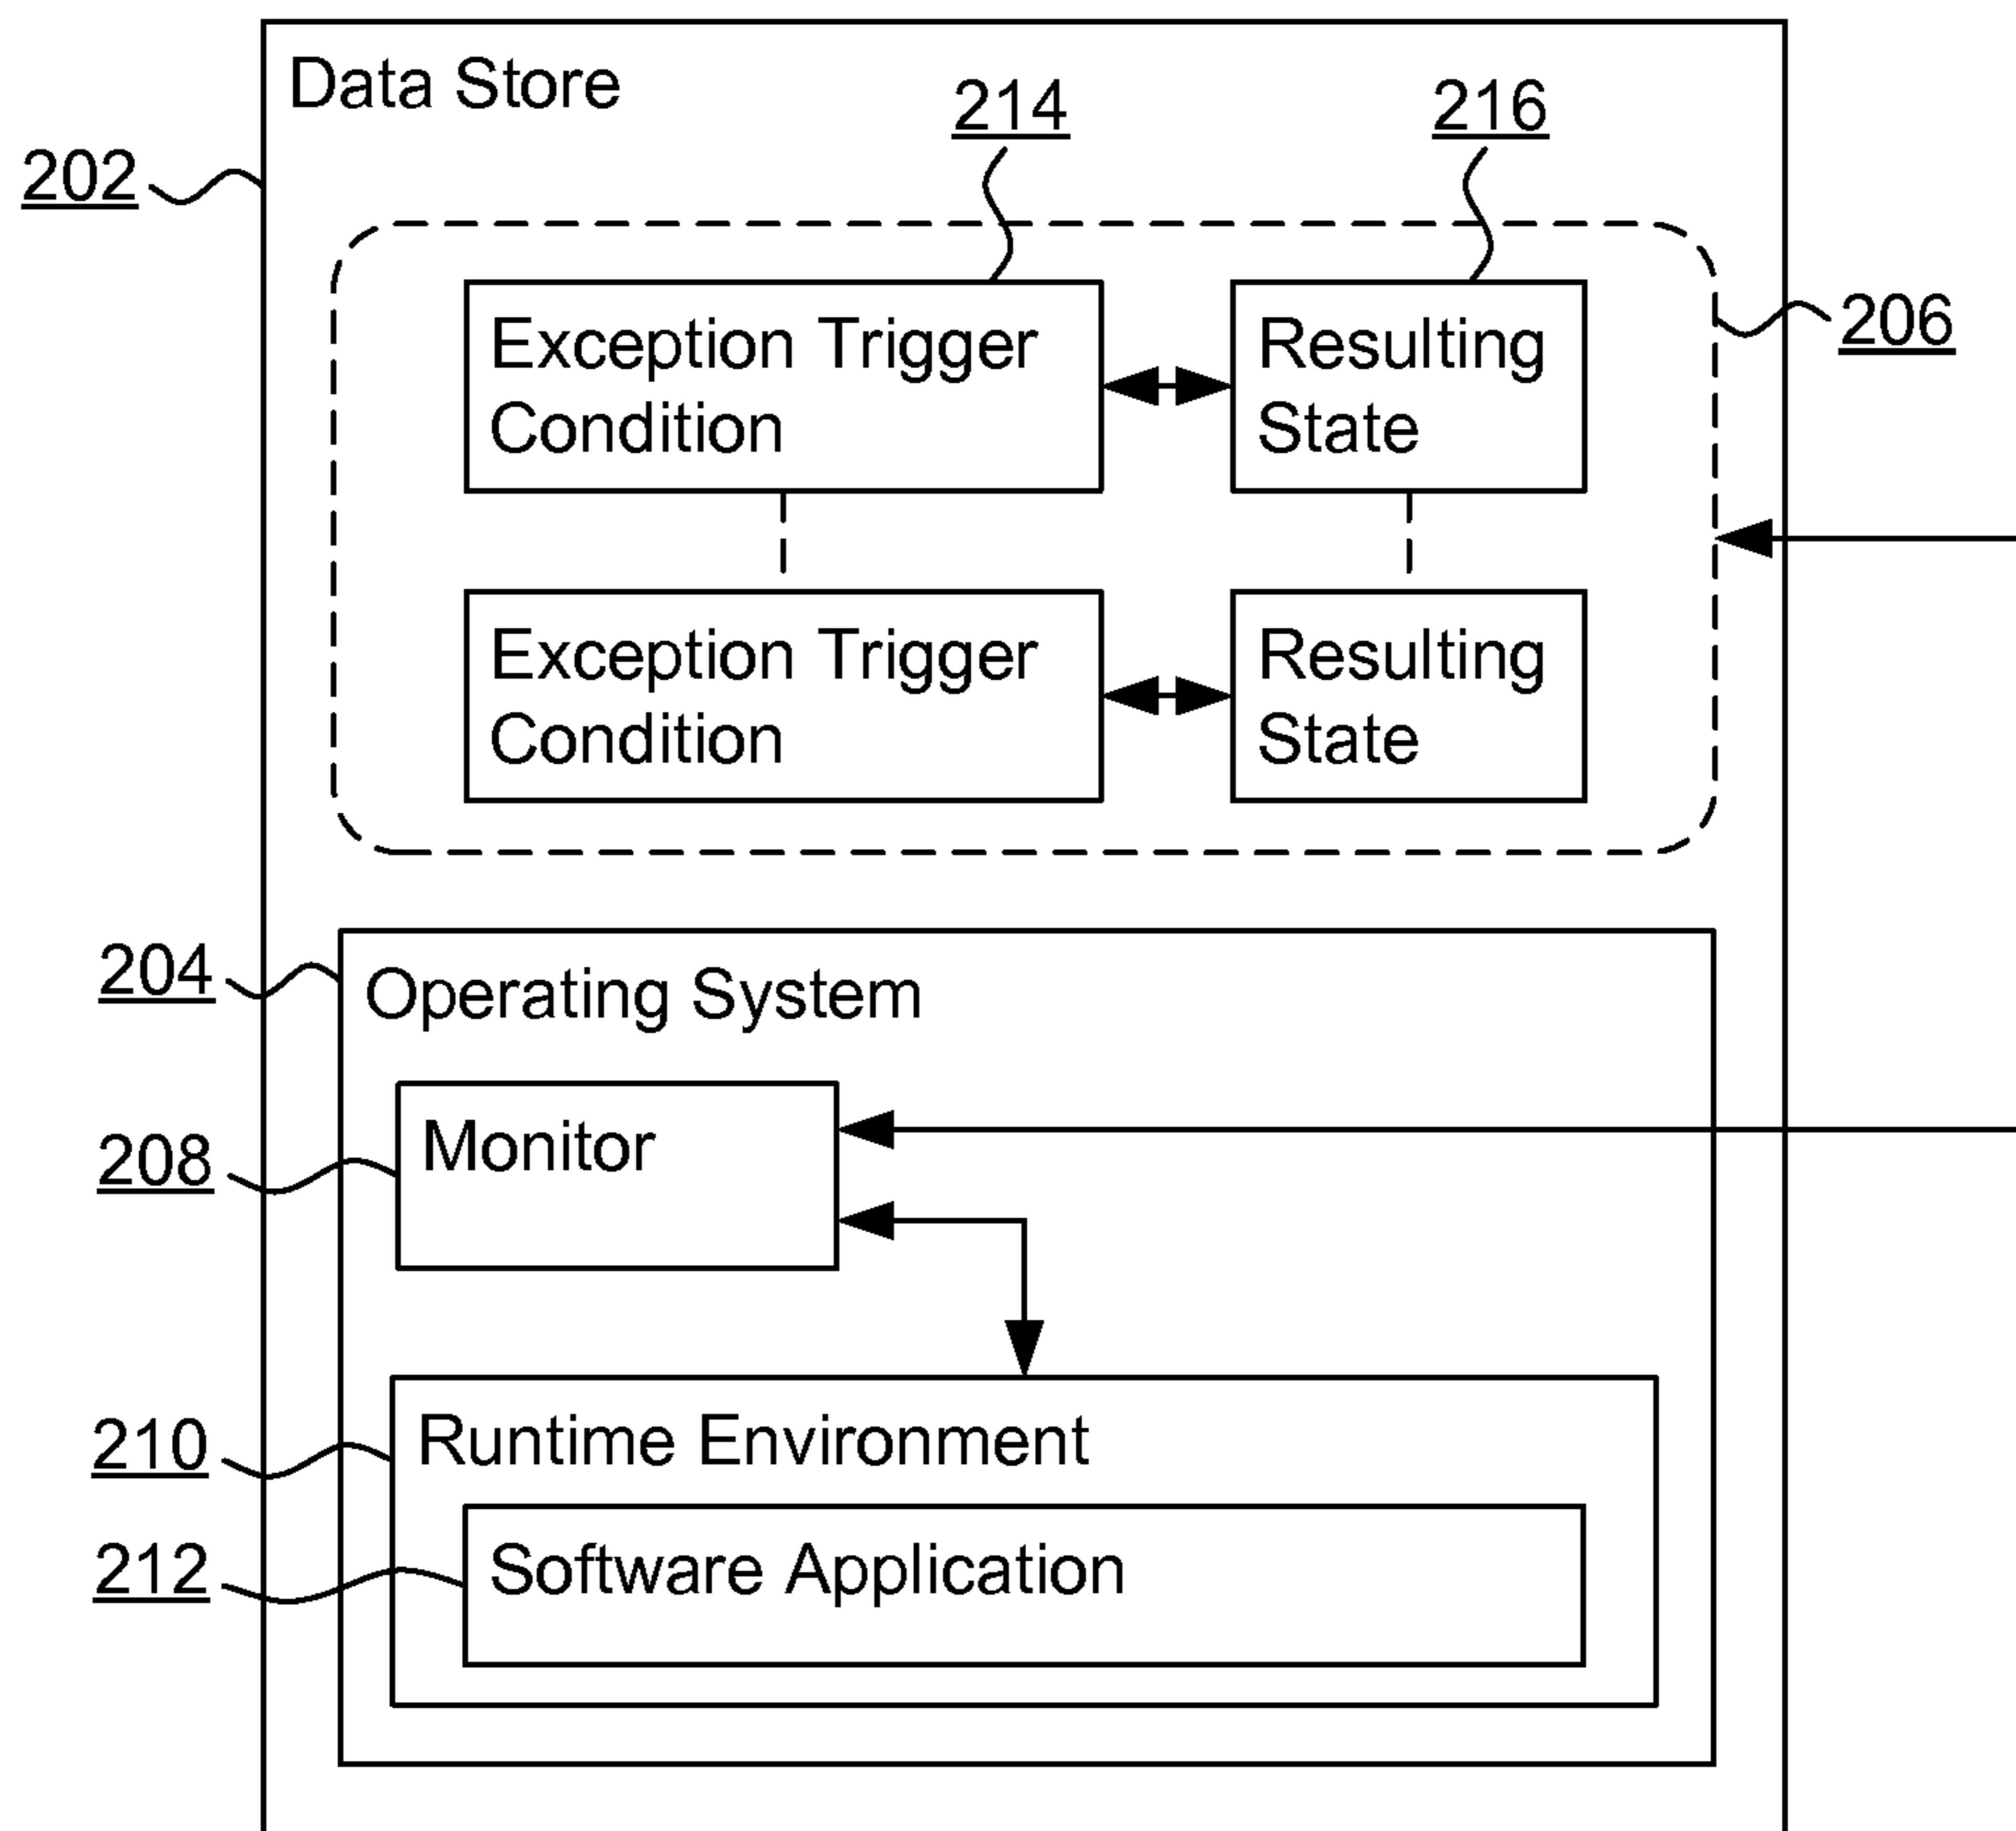 Data Store
214
216
202
206
Exception Trigger
Condition
Resulting
State
Exception Trigger
Condition
Resulting
State
204
Operating System
208
Monitor
210
Runtime Environment
212
Software Application